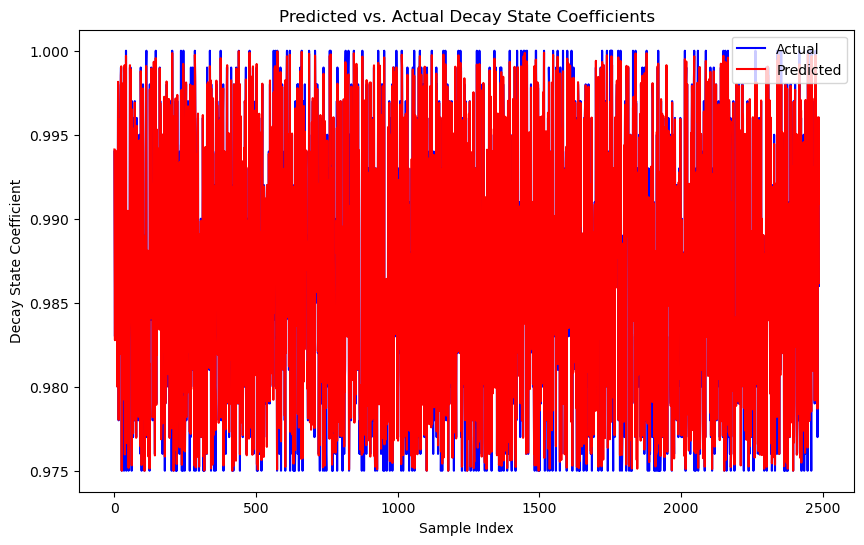 Predicted vs. Actual Decay State Coefficients
Actual
Predicted
1.000
0.995
0.990
0.985
0.980
0.975
Decay State Coefficient
0
500
1000
1500
2000
2500
Sample Index